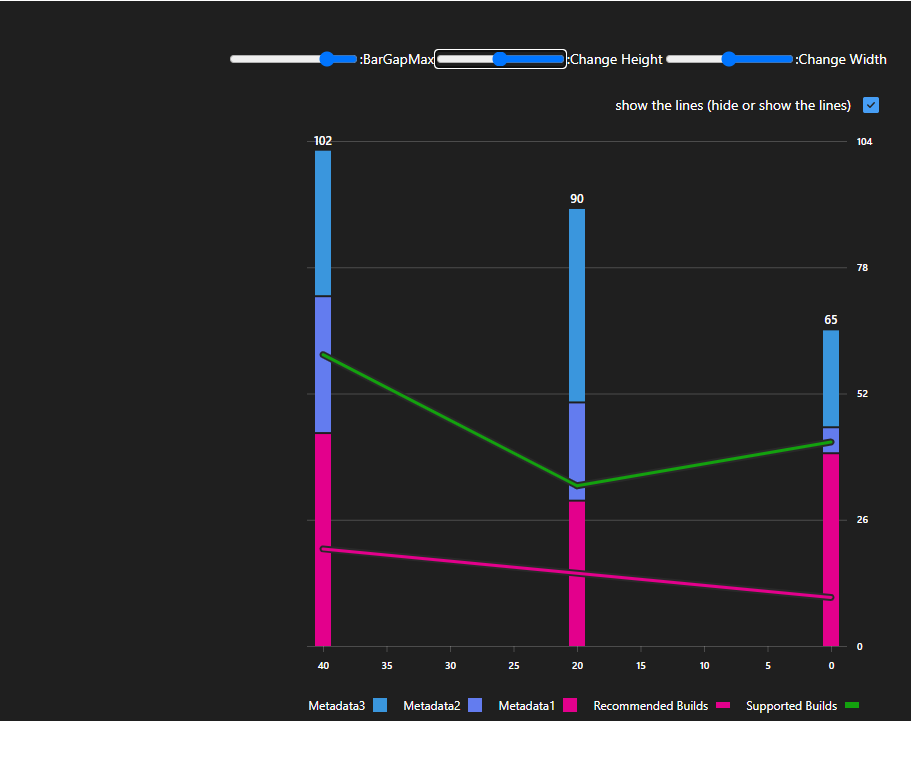 :BarGapMax :Change Height :Change Width
show the lines (hide or show the lines)
102
104
90
78
65
52
26
0
40 35 30 25 20 15 10 5 0
Metadata3 Metadata2 Metadata1 Recommended Builds Supported Builds